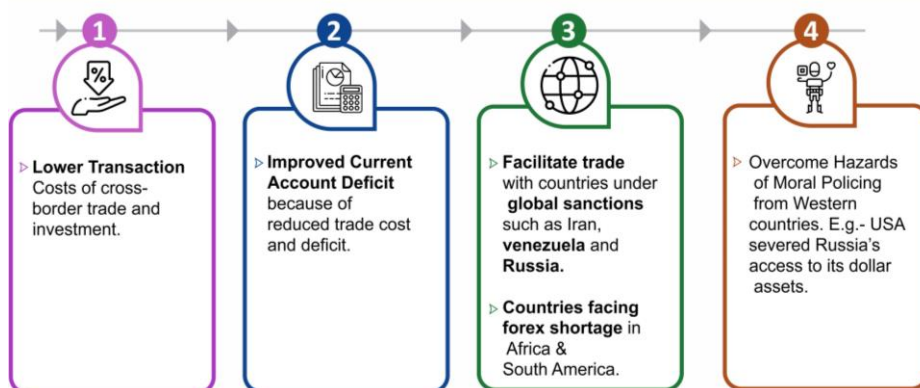 1
%
Lower Transaction
Costs of cross-
border trade and
investment.
2
Improved Current
Account Deficit
because of
reduced trade cost
and deficit.
3
Facilitate trade
with countries under
global sanctions
such as Iran,
venezuela and
Russia.
Countries facing
forex shortage in
Africa &
South America.
4
Overcome Hazards
of Moral Policing
from Western
countries. E.g.- USA
severed Russia’s
access to its dollar
assets.